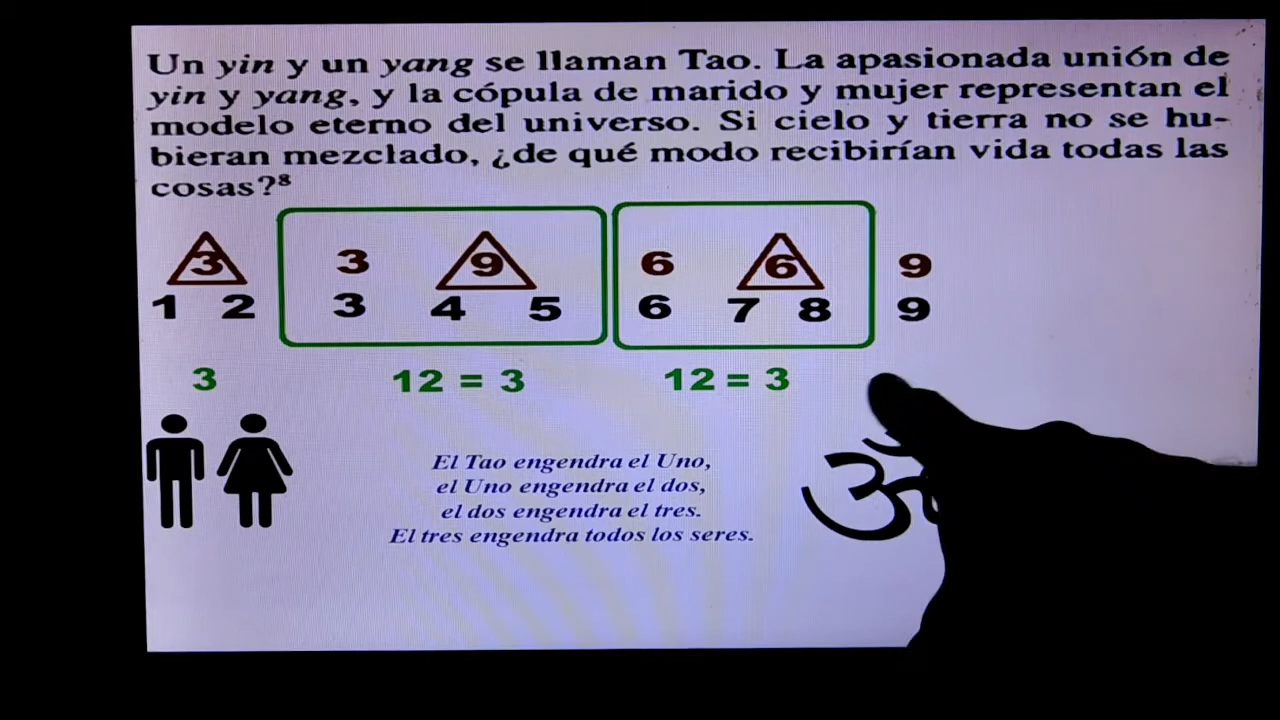 Un yin y un yang se llaman Tao. La apasionada unión de
yin y yang, y la cópula de marido y mujer representan el
modelo eterno del universo. Si cielo y tierra no se hu-
bieran mezclado, ¿de qué modo recibirían vida todas las
cosas?⁸
3 3 9 6 6 9
1 2 3 4 5 6 7 8 9
3 12 = 3 12 = 3
El Tao engendra el Uno,
el Uno engendra el dos,
el dos engendra el tres.
El tres engendra todos los seres.